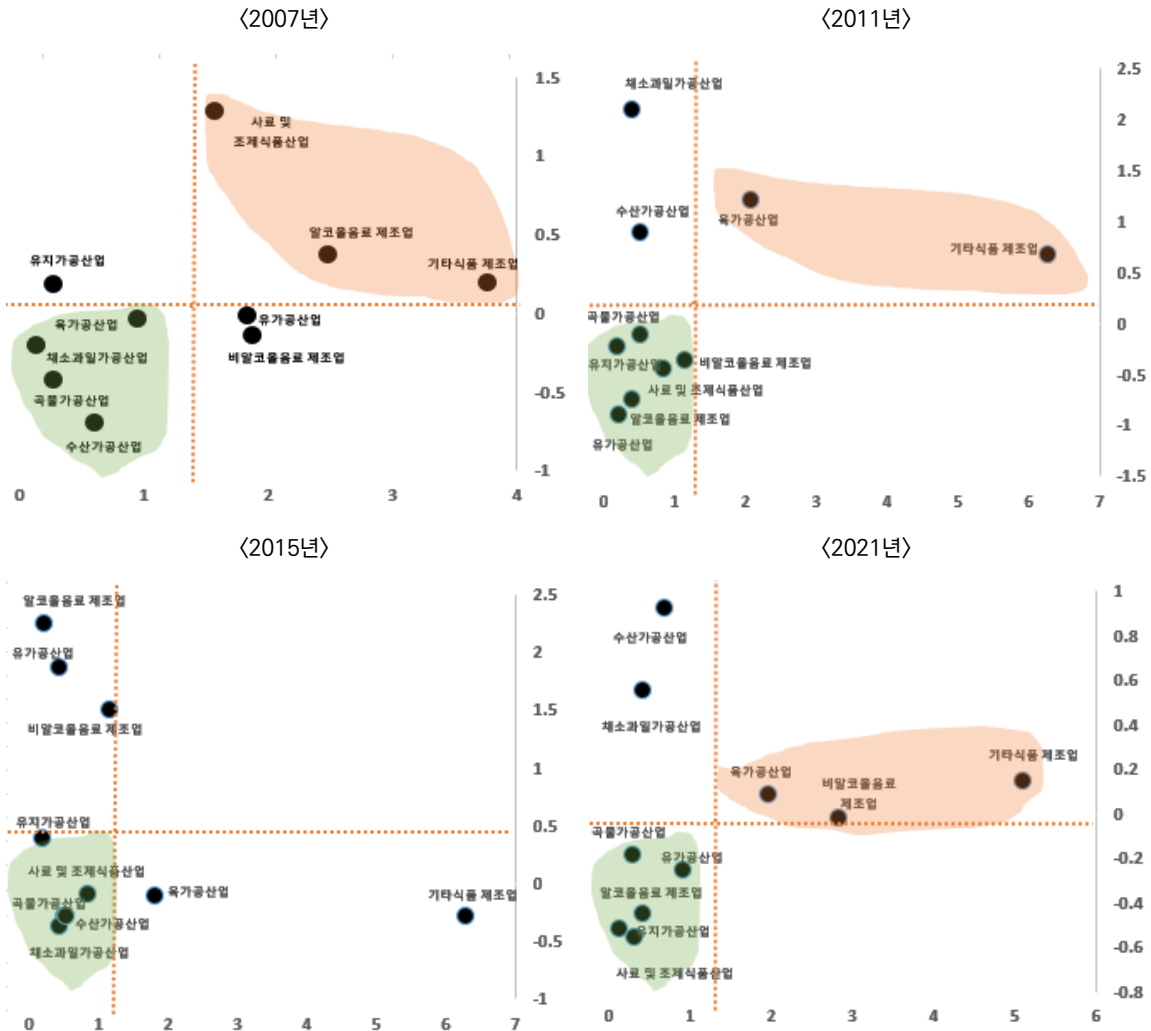 〈2007년〉
1.5
사료 및
조제식품산업
1
알코올음료 제조업
0.5
유지가공산업
기타식품 제조업
0
육가공산업
유가공산업
채소과일가공산업
비알코올음료 제조업
곡물가공산업
-0.5
수산가공산업
-1
0 1 2 3 4
〈2011년〉
2.5
채소과일가공산업
2
1.5
수산가공산업
육가공산업
1
기타식품 제조업
0.5
곡물가공산업
0
유지가공산업
비알코올음료 제조업
사료 및 조제식품산업
-0.5
알코올음료 제조업
-1
유가공산업
-1.5
0 1 2 3 4 5 6 7
〈2015년〉
알코올음료 제조업
2.5
유가공산업
2
비알코올음료 제조업
1.5
1
유지가공산업
0.5
사료 및 조제식품산업
육가공산업
0
기타식품 제조업
곡물가공산업
수산가공산업
-0.5
채소과일가공산업
-1
0 1 2 3 4 5 6 7
〈2021년〉
1
수산가공산업
0.8
0.6
채소과일가공산업
0.4
기타식품 제조업
육가공산업
0.2
비알코올음료
제조업
0
곡물가공산업
유가공산업
-0.2
알코올음료 제조업
-0.4
유지가공산업
-0.6
사료 및 조제식품산업
-0.8
0 1 2 3 4 5 6